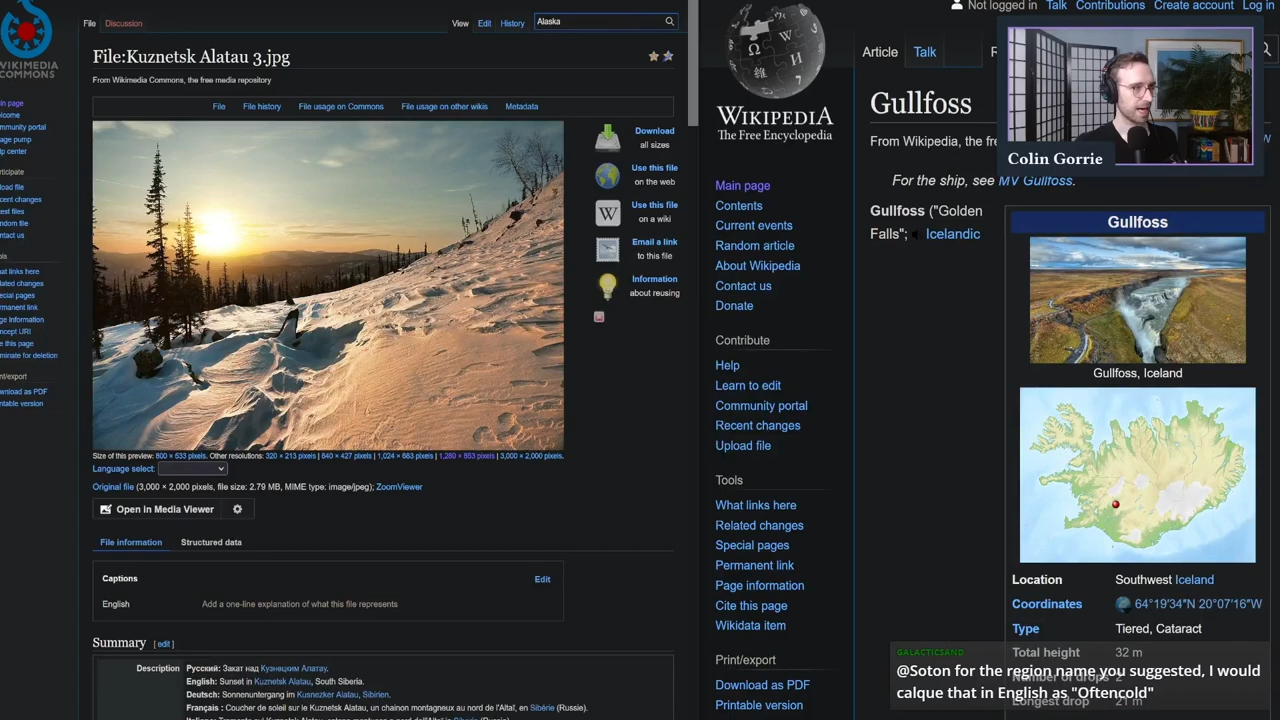 WIKIMEDIA
COMMONS
File
Discussion
View
Edit
History
Alaska
File:Kuznetsk Alatau 3.jpg
From Wikimedia Commons, the free media repository
File
File history
File usage on Commons
File usage on other wikis
Metadata
Download
all sizes
Use this file
on the web
Use this file
on a wiki
Email a link
to this file
Information
about reusing
Size of this preview: 800 × 533 pixels. Other resolutions: 320 × 213 pixels | 640 × 427 pixels | 1,024 × 683 pixels | 1,280 × 853 pixels | 3,000 × 2,000 pixels.
Language select:
Original file (3,000 × 2,000 pixels, file size: 2.79 MB, MIME type: image/jpeg); ZoomViewer
Open in Media Viewer
File information
Structured data
Captions
Edit
English
Add a one-line explanation of what this file represents
Summary [ edit ]
Description
Русский: Закат над Кузнецким Алатау.
English: Sunset in Kuznetsk Alatau, South Siberia.
Deutsch: Sonnenuntergang im Kusnezker Alatau, Sibirien.
Français : Coucher de soleil sur le Kuznetsk Alatau, un chainon montagneux au nord de l'Altaï, en Sibérie (Russie).
WIKIPEDIA
The Free Encyclopedia
Main page
Contents
Current events
Random article
About Wikipedia
Contact us
Donate
Contribute
Help
Learn to edit
Community portal
Recent changes
Upload file
Tools
What links here
Related changes
Special pages
Permanent link
Page information
Cite this page
Wikidata item
Print/export
Download as PDF
Printable version
Not logged in
Talk
Contributions
Create account
Log in
Article
Talk
Gullfoss
From Wikipedia, the fre
For the ship, see MV Gullfoss.
Gullfoss ("Golden
Falls"; Icelandic
Colin Gorrie
Gullfoss
Gullfoss, Iceland
Location
Southwest Iceland
Coordinates
64°19′34″N 20°07′16″W
Type
Tiered, Cataract
Total height
32 m
Number of drops
2
Longest drop
21 m
GALACTICSAND
@Soton for the region name you suggested, I would
calque that in English as "Oftencold"